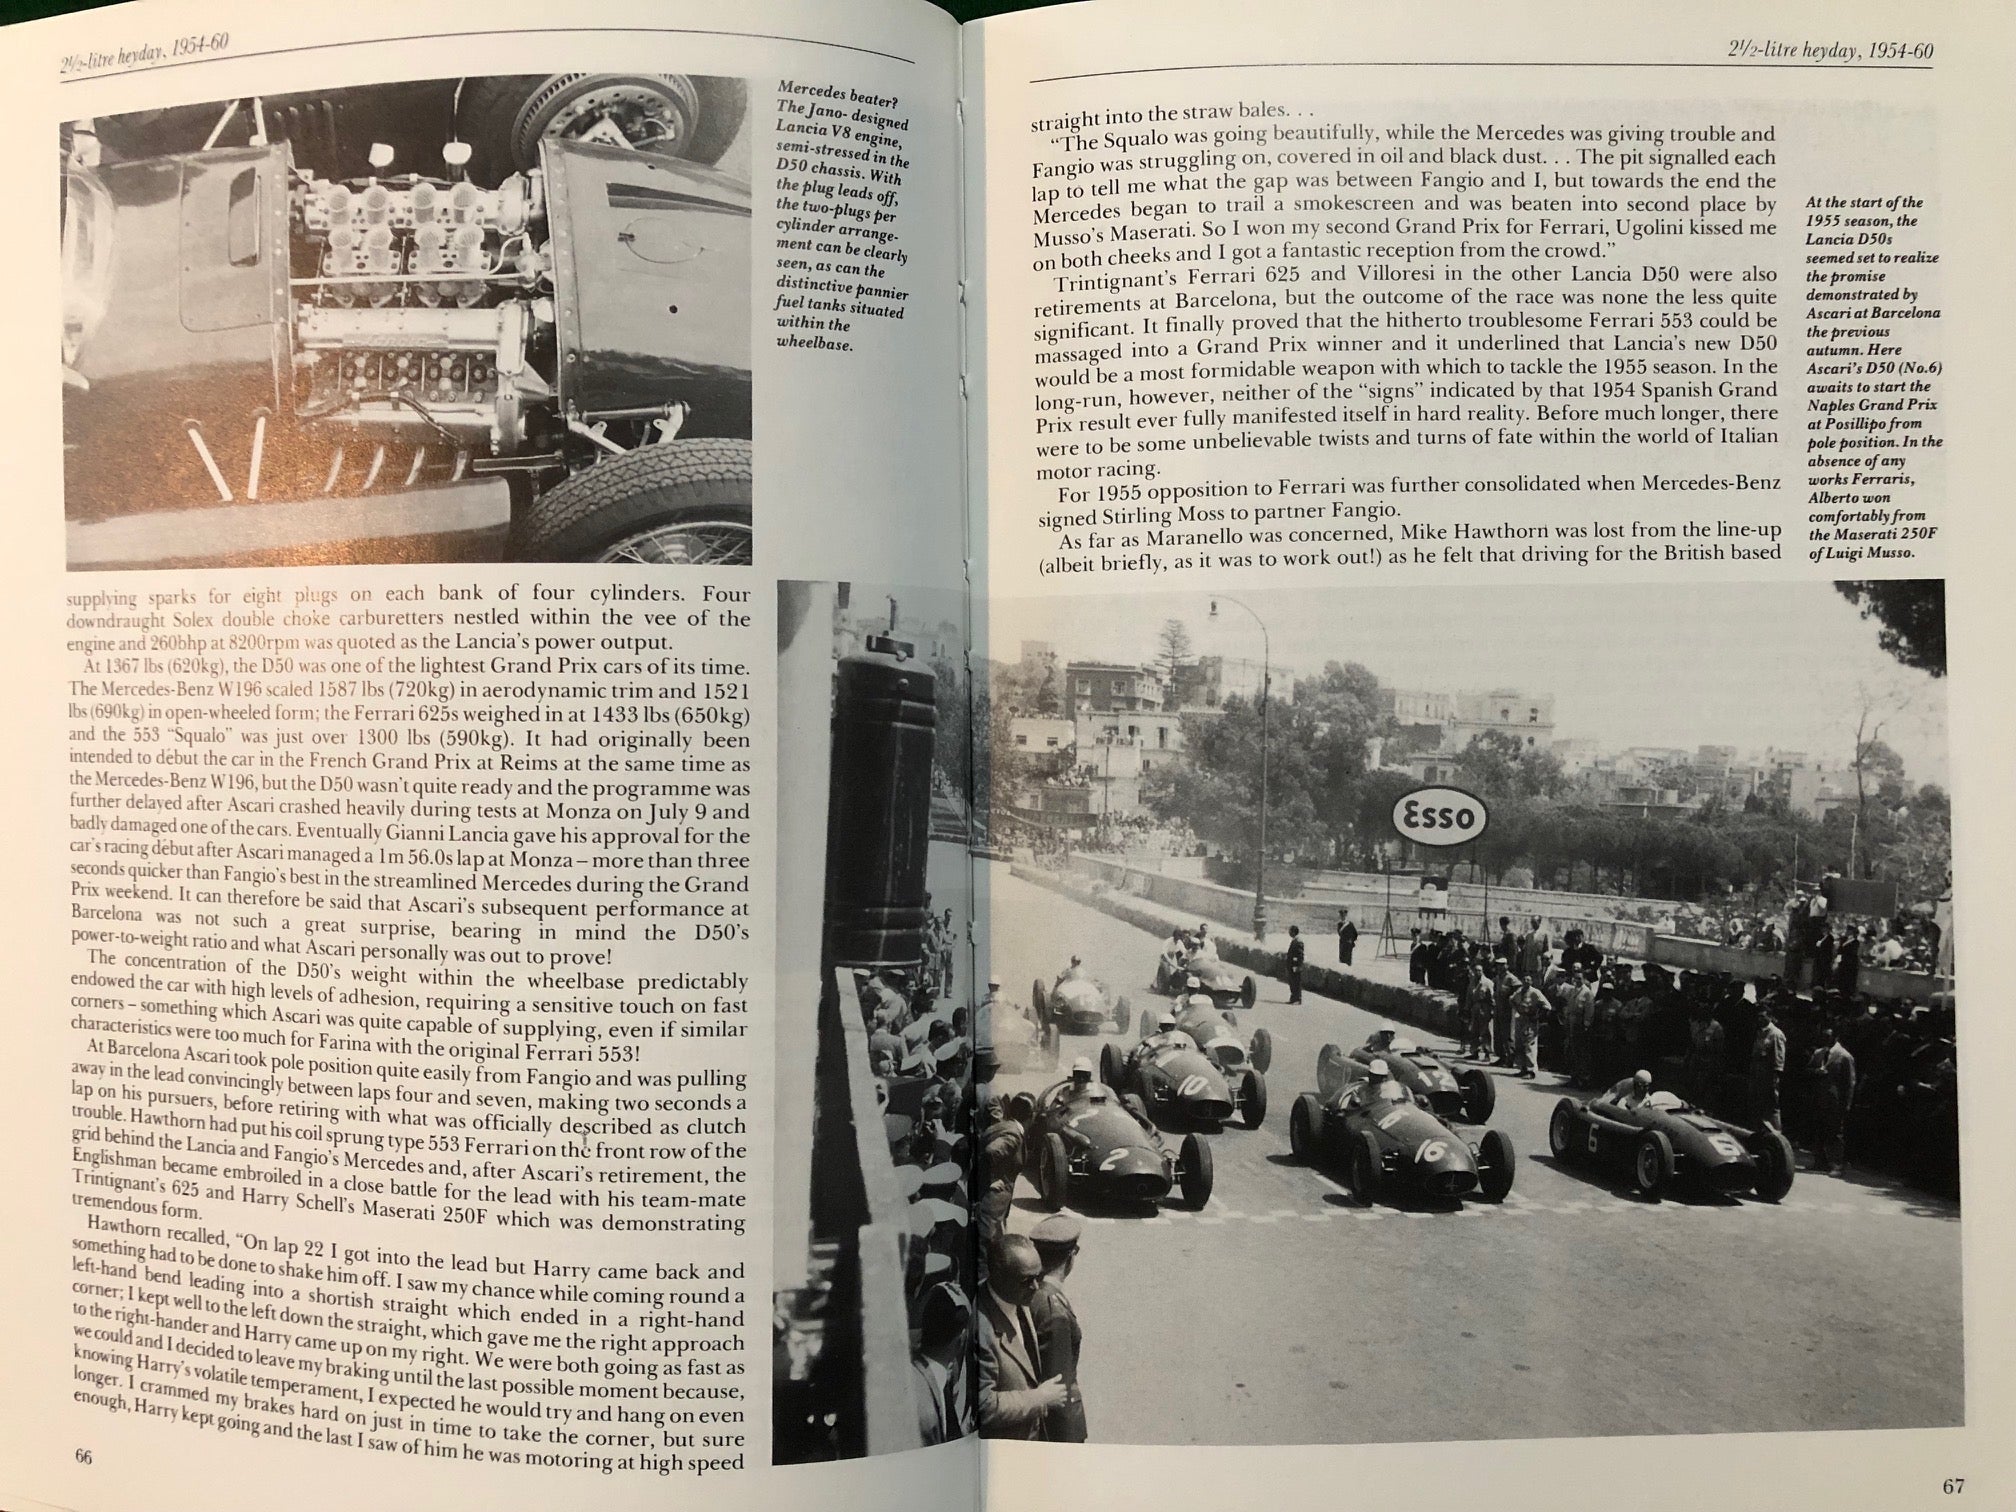 2½-litre heyday, 1954-60
Mercedes beater?
The Jano- designed
Lancia V8 engine,
semi-stressed in the
D50 chassis. With
the plug leads off,
the two-plugs per
cylinder arrange-
ment can be clearly
seen, as can the
distinctive pannier
fuel tanks situated
within the
wheelbase.
supplying sparks for eight plugs on each bank of four cylinders. Four
downdraught Solex double choke carburetters nestled within the vee of the
engine and 260bhp at 8200rpm was quoted as the Lancia's power output.
At 1367 lbs (620kg), the D50 was one of the lightest Grand Prix cars of its time.
The Mercedes-Benz W196 scaled 1587 lbs (720kg) in aerodynamic trim and 1521
lbs (690kg) in open-wheeled form; the Ferrari 625s weighed in at 1433 lbs (650kg)
and the 553 "Squalo" was just over 1300 lbs (590kg). It had originally been
intended to début the car in the French Grand Prix at Reims at the same time as
the Mercedes-Benz W196, but the D50 wasn't quite ready and the programme was
further delayed after Ascari crashed heavily during tests at Monza on July 9 and
badly damaged one of the cars. Eventually Gianni Lancia gave his approval for the
car's racing début after Ascari managed a 1m 56.0s lap at Monza – more than three
seconds quicker than Fangio's best in the streamlined Mercedes during the Grand
Prix weekend. It can therefore be said that Ascari's subsequent performance at
Barcelona was not such a great surprise, bearing in mind the D50's
power-to-weight ratio and what Ascari personally was out to prove!
The concentration of the D50's weight within the wheelbase predictably
endowed the car with high levels of adhesion, requiring a sensitive touch on fast
corners – something which Ascari was quite capable of supplying, even if similar
characteristics were too much for Farina with the original Ferrari 553!
At Barcelona Ascari took pole position quite easily from Fangio and was pulling
away in the lead convincingly between laps four and seven, making two seconds a
lap on his pursuers, before retiring with what was officially described as clutch
trouble. Hawthorn had put his coil sprung type 553 Ferrari on the front row of the
grid behind the Lancia and Fangio's Mercedes and, after Ascari's retirement, the
Englishman became embroiled in a close battle for the lead with his team-mate
Trintignant's 625 and Harry Schell's Maserati 250F which was demonstrating
tremendous form.
Hawthorn recalled, "On lap 22 I got into the lead but Harry came back and
something had to be done to shake him off. I saw my chance while coming round a
left-hand bend leading into a shortish straight which ended in a right-hand
corner; I kept well to the left down the straight, which gave me the right approach
to the right-hander and Harry came up on my right. We were both going as fast as
we could and I decided to leave my braking until the last possible moment because,
knowing Harry's volatile temperament, I expected he would try and hang on even
longer. I crammed my brakes hard on just in time to take the corner, but sure
enough, Harry kept going and the last I saw of him he was motoring at high speed
66
2½-litre heyday, 1954-60
straight into the straw bales. . .
"The Squalo was going beautifully, while the Mercedes was giving trouble and
Fangio was struggling on, covered in oil and black dust. . . The pit signalled each
lap to tell me what the gap was between Fangio and I, but towards the end the
Mercedes began to trail a smokescreen and was beaten into second place by
Musso's Maserati. So I won my second Grand Prix for Ferrari, Ugolini kissed me
on both cheeks and I got a fantastic reception from the crowd."
Trintignant's Ferrari 625 and Villoresi in the other Lancia D50 were also
retirements at Barcelona, but the outcome of the race was none the less quite
significant. It finally proved that the hitherto troublesome Ferrari 553 could be
massaged into a Grand Prix winner and it underlined that Lancia's new D50
would be a most formidable weapon with which to tackle the 1955 season. In the
long-run, however, neither of the "signs" indicated by that 1954 Spanish Grand
Prix result ever fully manifested itself in hard reality. Before much longer, there
were to be some unbelievable twists and turns of fate within the world of Italian
motor racing.
For 1955 opposition to Ferrari was further consolidated when Mercedes-Benz
signed Stirling Moss to partner Fangio.
As far as Maranello was concerned, Mike Hawthorn was lost from the line-up
(albeit briefly, as it was to work out!) as he felt that driving for the British based
At the start of the
1955 season, the
Lancia D50s
seemed set to realize
the promise
demonstrated by
Ascari at Barcelona
the previous
autumn. Here
Ascari's D50 (No.6)
awaits to start the
Naples Grand Prix
at Posillipo from
pole position. In the
absence of any
works Ferraris,
Alberto won
comfortably from
the Maserati 250F
of Luigi Musso.
Esso
10
12
2
16
6
6
67